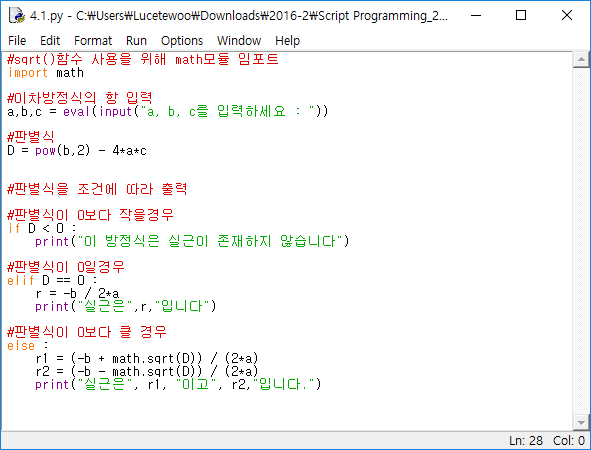 4.1.py - C:₩Users₩Lucetewoo₩Downloads₩2016-2₩Script Programming_2...
File Edit Format Run Options Window Help
#sqrt()함수 사용을 위해 math모듈 임포트
import math
#이차방정식의 항 입력
a,b,c = eval(input("a, b, c를 입력하세요 : "))
#판별식
D = pow(b,2) - 4*a*c
#판별식을 조건에 따라 출력
#판별식이 0보다 작을경우
if D < 0 :
    print("이 방정식은 실근이 존재하지 않습니다")
#판별식이 0일경우
elif D == 0 :
    r = -b / 2*a
    print("실근은",r,"입니다")
#판별식이 0보다 클 경우
else :
    r1 = (-b + math.sqrt(D)) / (2*a)
    r2 = (-b - math.sqrt(D)) / (2*a)
    print("실근은", r1, "이고", r2,"입니다.")
Ln: 28 Col: 0